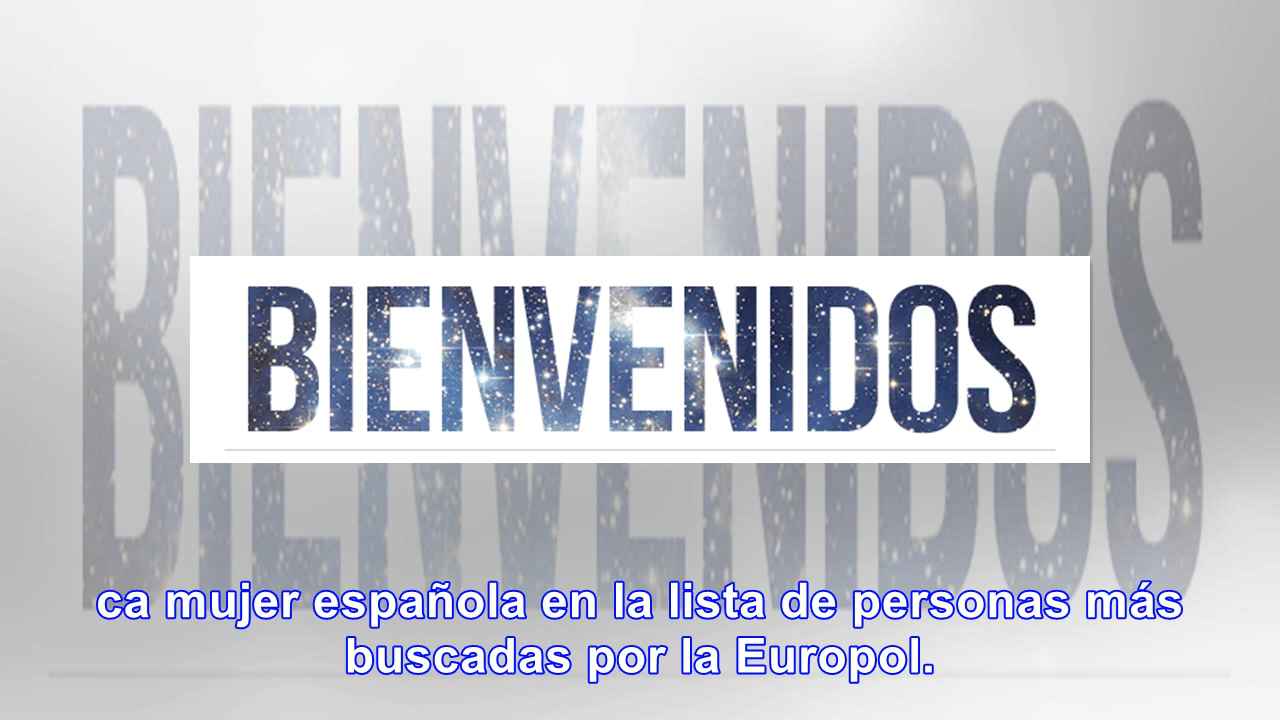 BIENVENIDOS
BIENVENIDOS
ca mujer española en la lista de personas más
buscadas por la Europol.